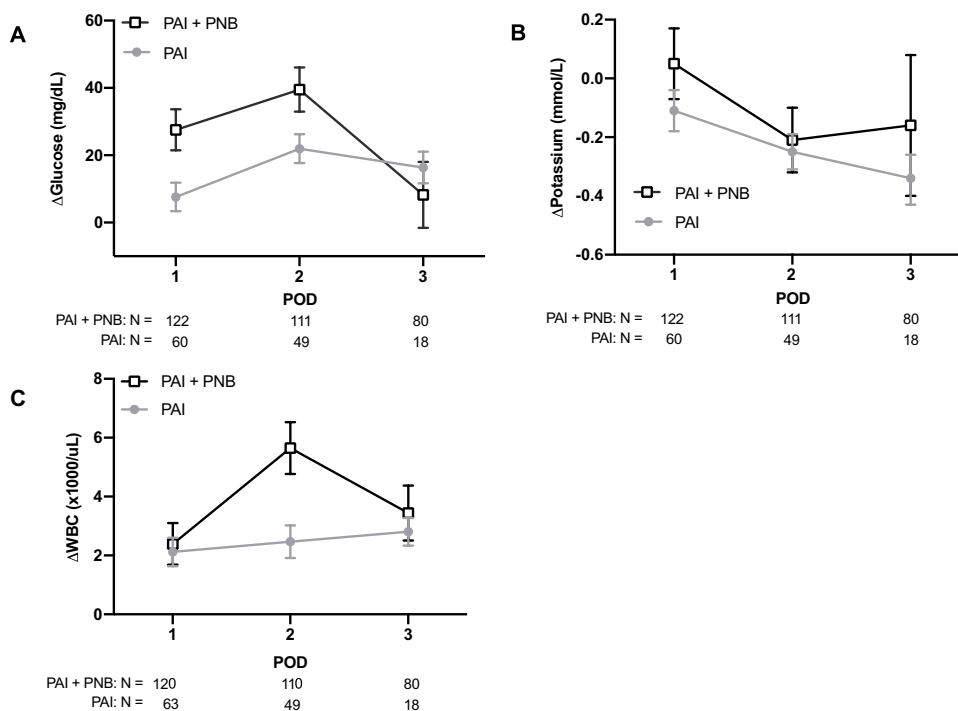 A
PAI + PNB
PAI
ΔGlucose (mg/dL)
60
40
20
0
1 2 3
POD
PAI + PNB: N = 122 111 80
PAI: N = 60 49 18
B
ΔPotassium (mmol/L)
0.2
0.0
-0.2
-0.4
-0.6
PAI + PNB
PAI
1 2 3
POD
PAI + PNB: N = 122 111 80
PAI: N = 60 49 18
C
PAI + PNB
PAI
ΔWBC (x1000/uL)
8
6
4
2
0
1 2 3
POD
PAI + PNB: N = 120 110 80
PAI: N = 63 49 18